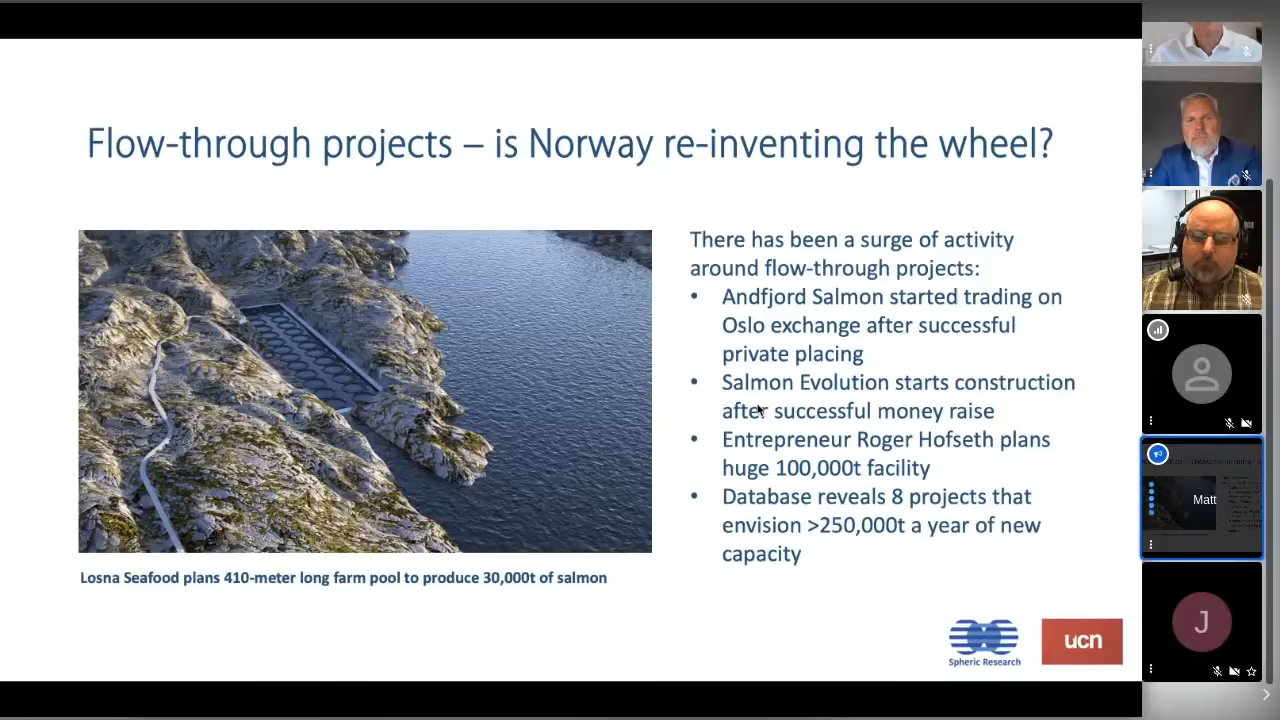 Flow-through projects – is Norway re-inventing the wheel?
There has been a surge of activity
around flow-through projects:
• Andfjord Salmon started trading on
Oslo exchange after successful
private placing
• Salmon Evolution starts construction
after successful money raise
• Entrepreneur Roger Hofseth plans
huge 100,000t facility
• Database reveals 8 projects that
envision >250,000t a year of new
capacity
Losna Seafood plans 410-meter long farm pool to produce 30,000t of salmon
Spheric Research
ucn
Matt
J